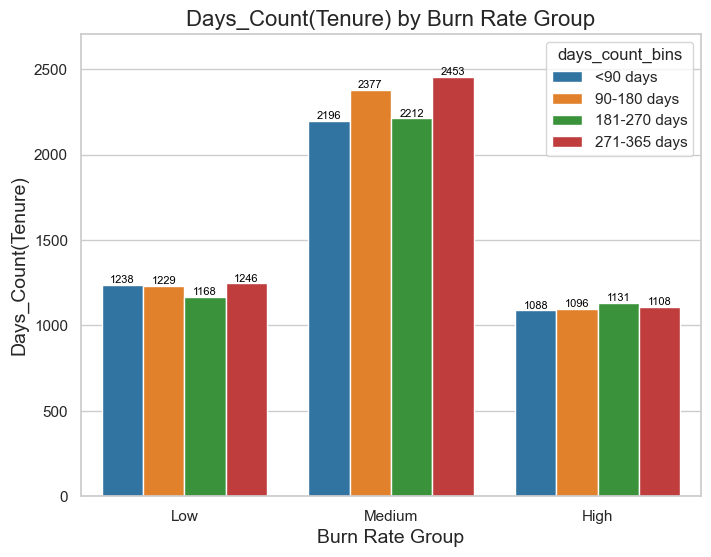 Days_Count(Tenure) by Burn Rate Group
days_count_bins
<90 days
90-180 days
181-270 days
271-365 days
Days_Count(Tenure)
2500
2000
1500
1000
500
0
1238
1229
1168
1246
2196
2377
2212
2453
1088
1096
1131
1108
Low
Medium
High
Burn Rate Group